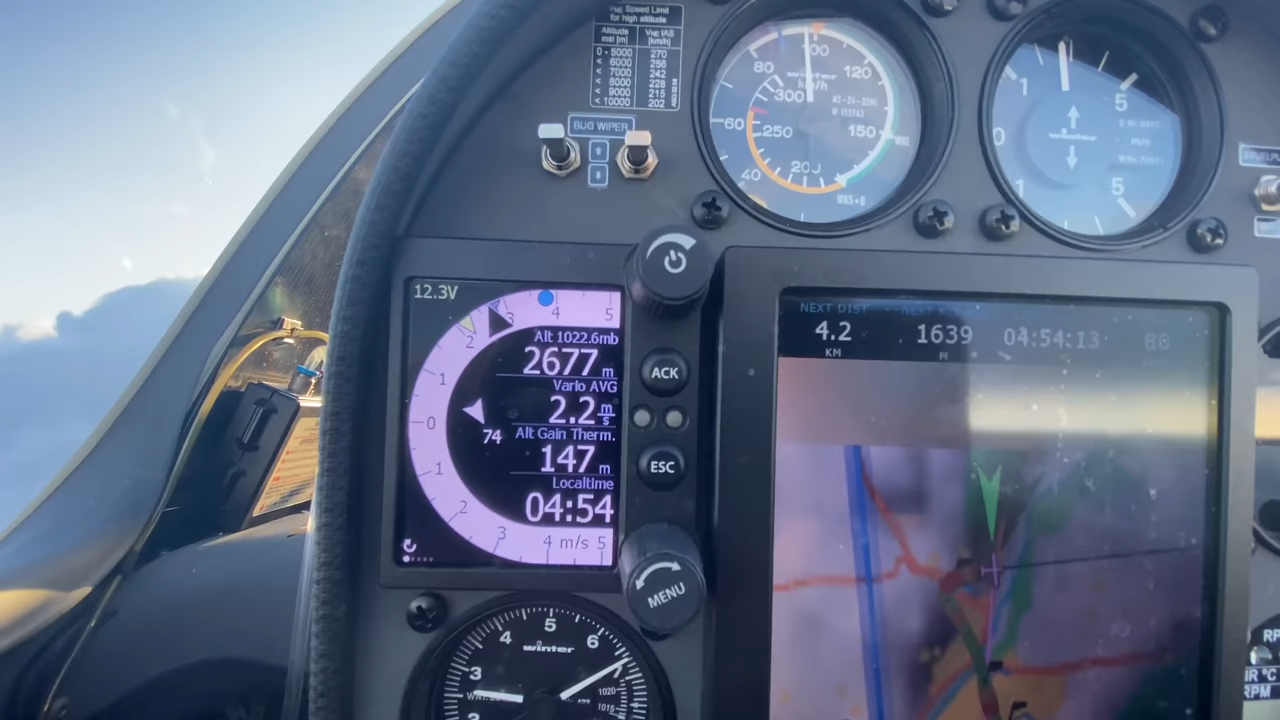 VNE Speed Limit
for high altitude
Altitude VNE IAS
msl [m] [km/h]
0 - 5000 270
< 6000 256
< 7000 242
< 8000 228
< 9000 215
< 10000 202
BUG WIPER
100
80
120
winter
km/h
300
60
150
250
200
40
1
5
0
winter
1
5
12.3V
2
3
4
5
1
0
1
2
3
4 m/s 5
Alt 1022.6mb
2677 m
Vario AVG
2.2 m/s
74
Alt Gain Therm.
147 m
Localtime
04:54
ACK
ESC
MENU
NEXT DIST
4.2
KM
1639
M
04:54:13
5
4
6
winter
3
1020
1015
RPM